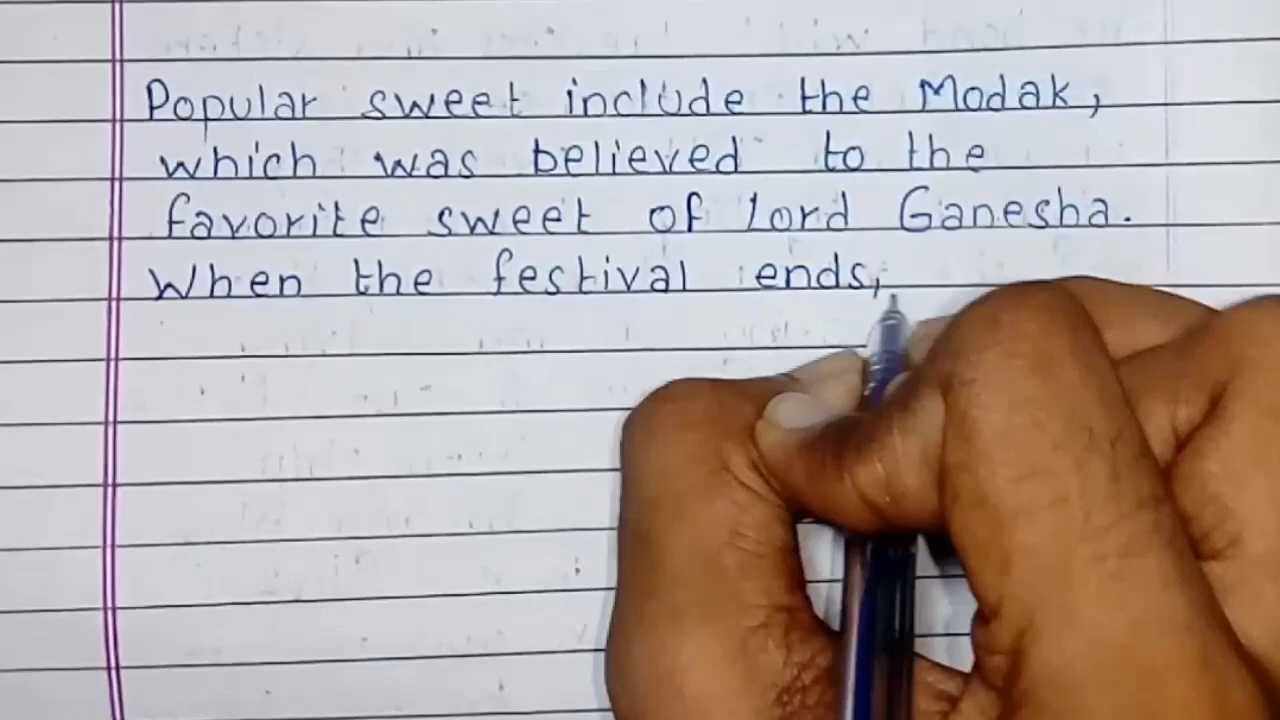 Popular sweet include the Modak,
which was believed to the
favorite sweet of Lord Ganesha.
When the festival ends,